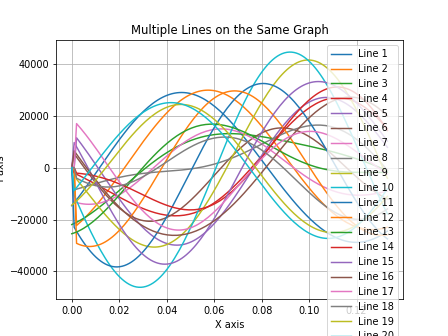 Multiple Lines on the Same Graph
40000
20000
0
−20000
−40000
0.00
0.02
0.04
0.06
0.08
0.10
X axis
axis
Line 1
Line 2
Line 3
Line 4
Line 5
Line 6
Line 7
Line 8
Line 9
Line 10
Line 11
Line 12
Line 13
Line 14
Line 15
Line 16
Line 17
Line 18
Line 19
Line 20